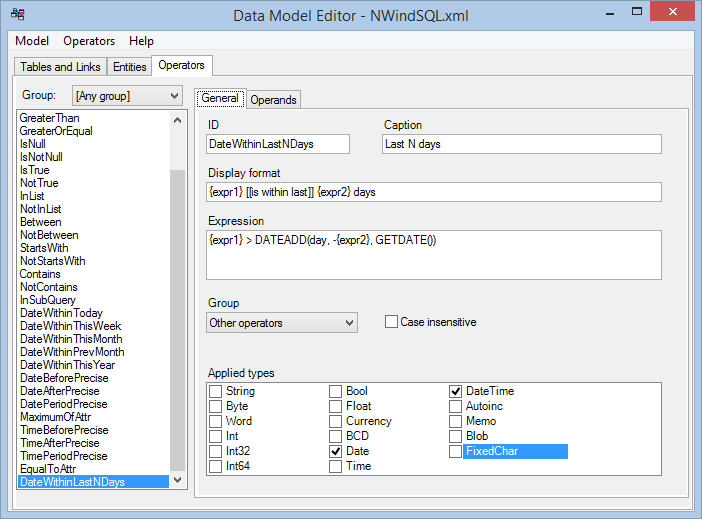 Data Model Editor - NWindSQL.xml
Model Operators Help
Tables and Links Entities Operators
Group: [Any group]
GreaterThan
GreaterOrEqual
IsNull
IsNotNull
IsTrue
NotTrue
InList
NotInList
Between
NotBetween
StartsWith
NotStartsWith
Contains
NotContains
InSubQuery
DateWithinToday
DateWithinThisWeek
DateWithinThisMonth
DateWithinPrevMonth
DateWithinThisYear
DateBeforePrecise
DateAfterPrecise
DatePeriodPrecise
MaximumOfAttr
TimeBeforePrecise
TimeAfterPrecise
TimePeriodPrecise
EqualToAttr
DateWithinLastNDays
General Operands
ID Caption
DateWithinLastNDays Last N days
Display format
{expr1} [[is within last]] {expr2} days
Expression
{expr1} > DATEADD(day, -{expr2}, GETDATE())
Group
Other operators Case insensitive
Applied types
String Bool DateTime
Byte Float Autoinc
Word Currency Memo
Int BCD Blob
Int32 Date FixedChar
Int64 Time